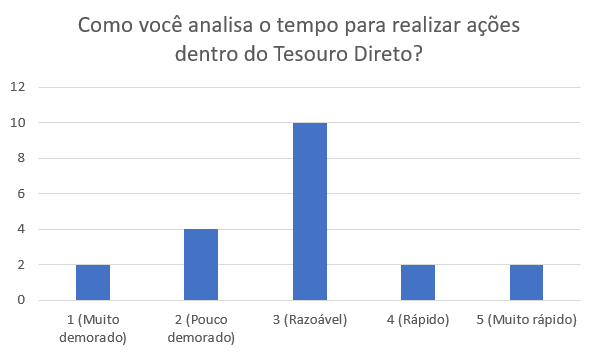 Como você analisa o tempo para realizar ações
dentro do Tesouro Direto?
12
10
8
6
4
2
0
1 (Muito
demorado)
2 (Pouco
demorado)
3 (Razoável)
4 (Rápido)
5 (Muito rápido)